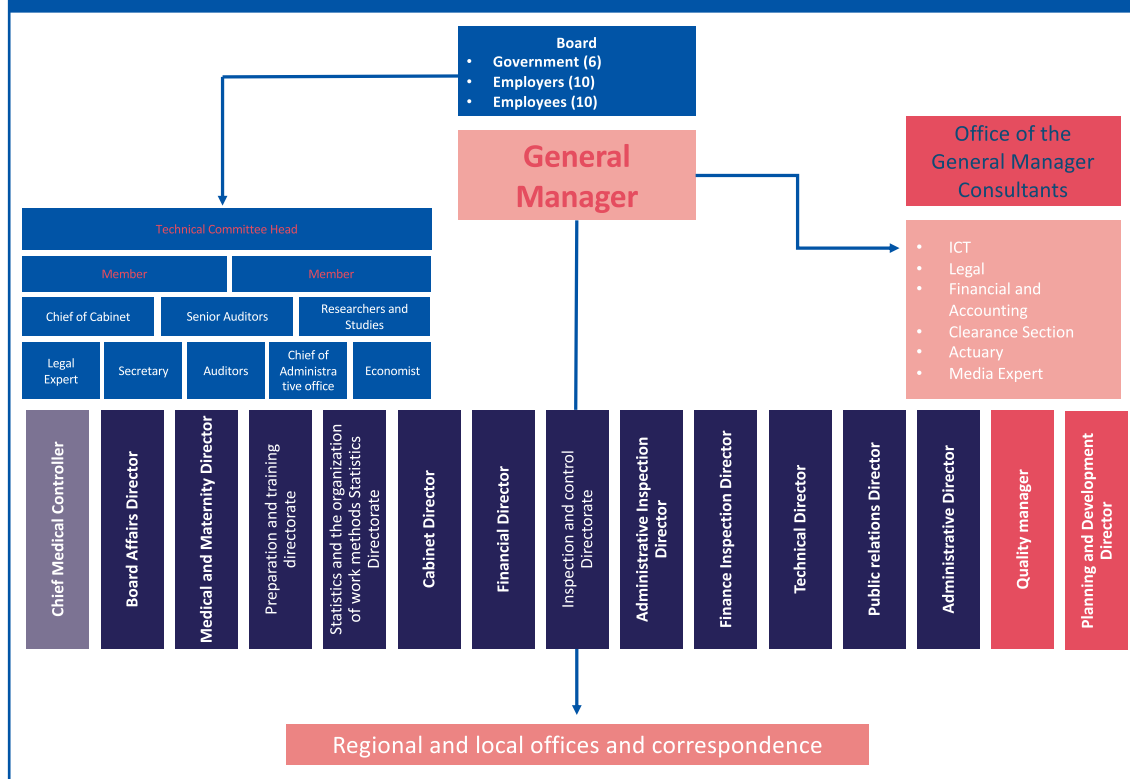 Board
• Government (6)
• Employers (10)
• Employees (10)
General
Manager
Office of the
General Manager
Consultants
• ICT
• Legal
• Financial and
Accounting
• Clearance Section
• Actuary
• Media Expert
Technical Committee Head
Member
Member
Chief of Cabinet
Senior Auditors
Researchers and
Studies
Legal
Expert
Secretary
Auditors
Chief of
Administra
tive office
Economist
Chief Medical Controller
Board Affairs Director
Medical and Maternity Director
Preparation and training
directorate
Statistics and the organization
of work methods Statistics
Directorate
Cabinet Director
Financial Director
Inspection and control
Directorate
Administrative Inspection
Director
Finance Inspection Director
Technical Director
Public relations Director
Administrative Director
Quality manager
Planning and Development
Director
Regional and local offices and correspondence